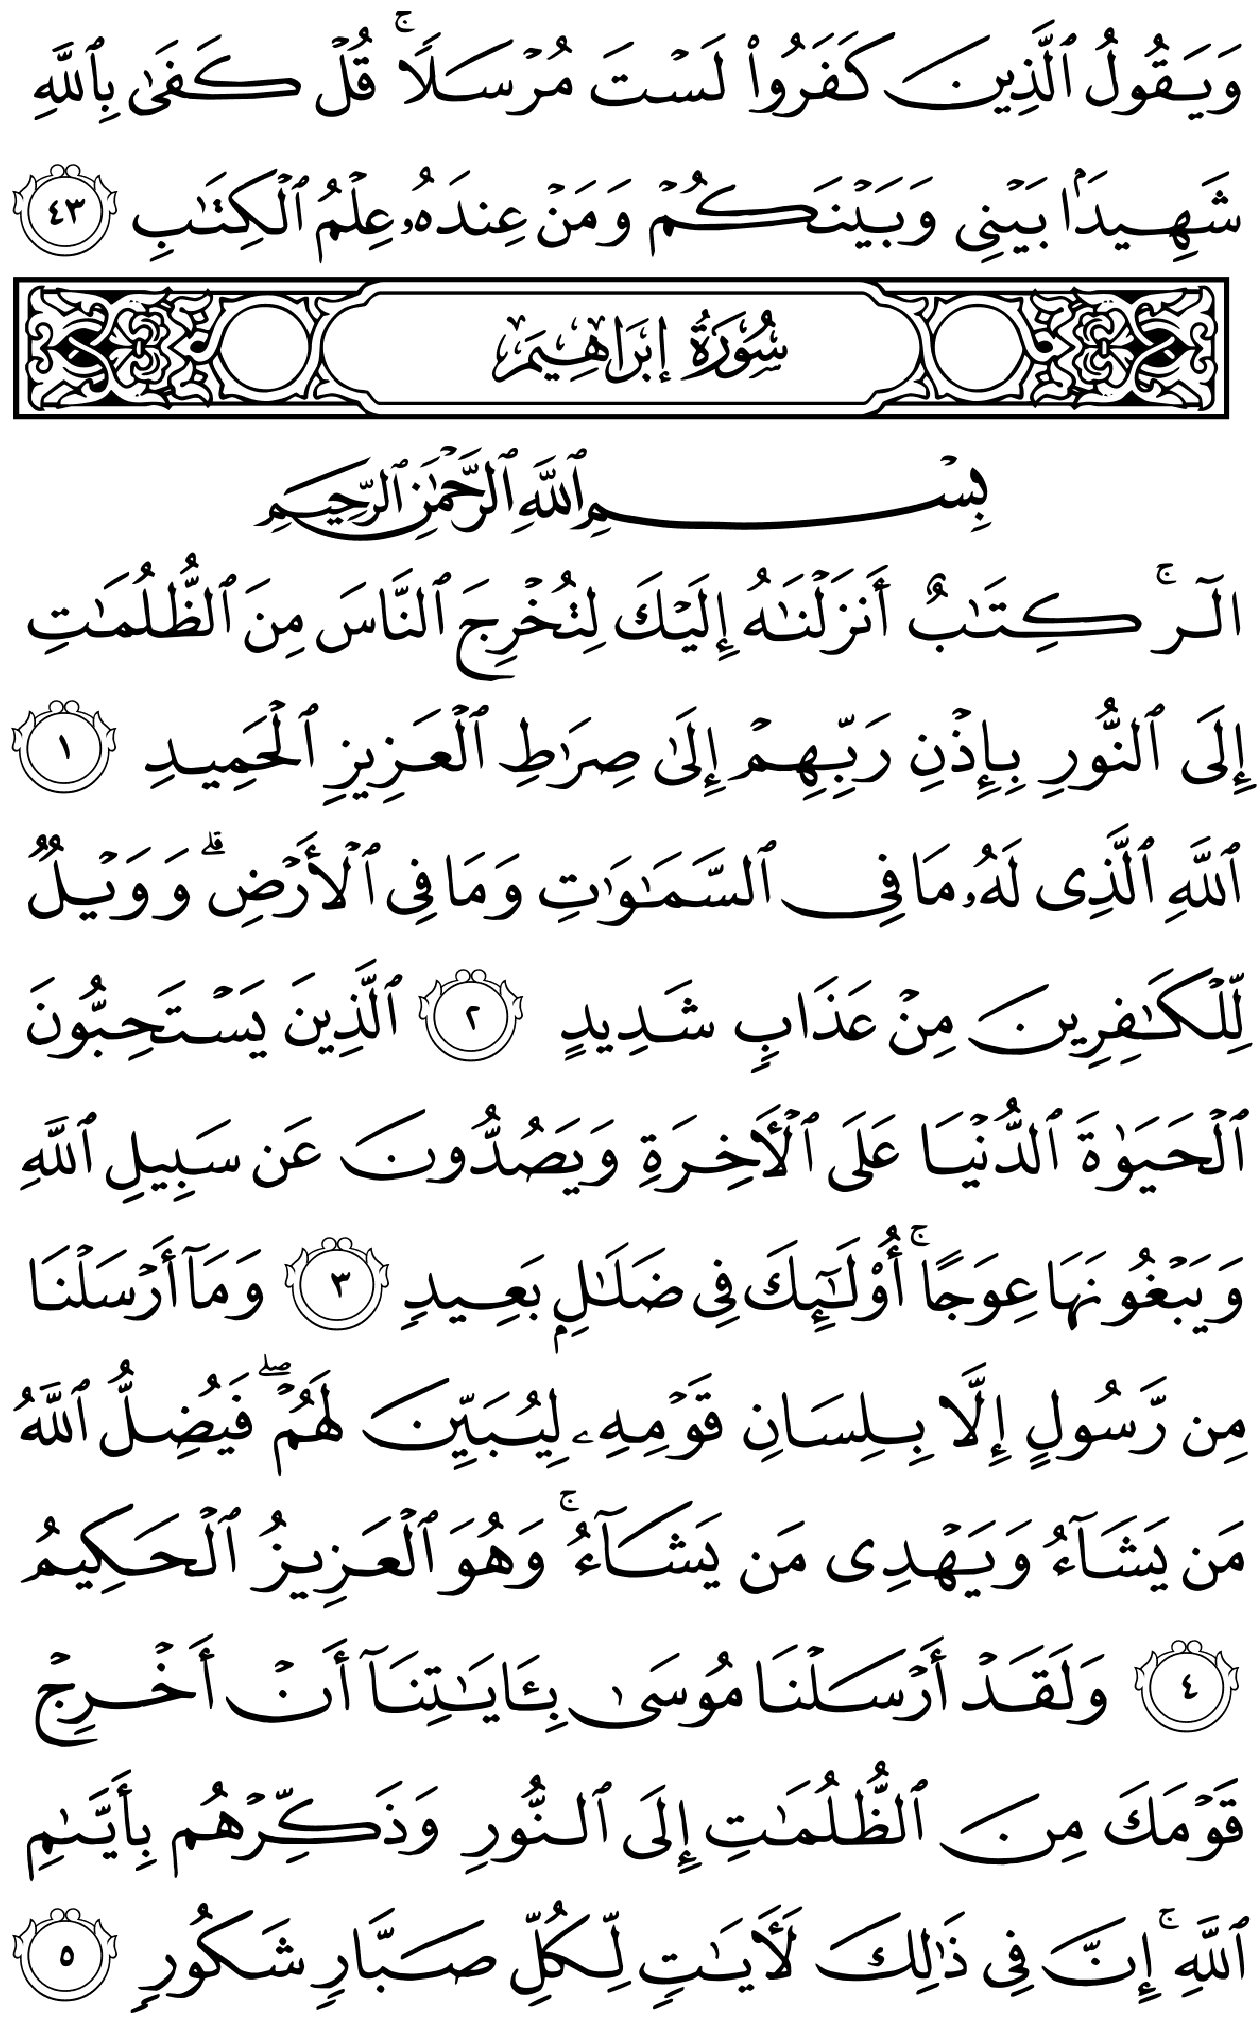 وَيَقُولُ ٱلَّذِينَ كَفَرُوا۟ لَسْتَ مُرْسَلًا ۚ قُلْ كَفَىٰ بِٱللَّهِ
شَهِيدًۢا بَيْنِى وَبَيْنَكُمْ وَمَنْ عِندَهُۥ عِلْمُ ٱلْكِتَـٰبِ ٤٣
سُورَةُ إِبْرَاهِيمَ
بِسْمِ ٱللَّهِ ٱلرَّحْمَـٰنِ ٱلرَّحِيمِ
الٓر ۚ كِتَـٰبٌ أَنزَلْنَـٰهُ إِلَيْكَ لِتُخْرِجَ ٱلنَّاسَ مِنَ ٱلظُّلُمَـٰتِ
إِلَى ٱلنُّورِ بِإِذْنِ رَبِّهِمْ إِلَىٰ صِرَٰطِ ٱلْعَزِيزِ ٱلْحَمِيدِ ١
ٱللَّهِ ٱلَّذِى لَهُۥ مَا فِى ٱلسَّمَـٰوَٰتِ وَمَا فِى ٱلْأَرْضِ ۗ وَوَيْلٌ
لِّلْكَـٰفِرِينَ مِنْ عَذَابٍ شَدِيدٍ ٢ ٱلَّذِينَ يَسْتَحِبُّونَ
ٱلْحَيَوٰةَ ٱلدُّنْيَا عَلَى ٱلْـَٔاخِرَةِ وَيَصُدُّونَ عَن سَبِيلِ ٱللَّهِ
وَيَبْغُونَهَا عِوَجًا ۚ أُو۟لَـٰٓئِكَ فِى ضَلَـٰلٍۭ بَعِيدٍ ٣ وَمَآ أَرْسَلْنَا
مِن رَّسُولٍ إِلَّا بِلِسَانِ قَوْمِهِۦ لِيُبَيِّنَ لَهُمْ ۖ فَيُضِلُّ ٱللَّهُ
مَن يَشَآءُ وَيَهْدِى مَن يَشَآءُ ۚ وَهُوَ ٱلْعَزِيزُ ٱلْحَكِيمُ
٤ وَلَقَدْ أَرْسَلْنَا مُوسَىٰ بِـَٔايَـٰتِنَآ أَنْ أَخْرِجْ
قَوْمَكَ مِنَ ٱلظُّلُمَـٰتِ إِلَى ٱلنُّورِ وَذَكِّرْهُم بِأَيَّىٰمِ
ٱللَّهِ ۚ إِنَّ فِى ذَٰلِكَ لَـَٔايَـٰتٍ لِّكُلِّ صَبَّارٍ شَكُورٍ ٥